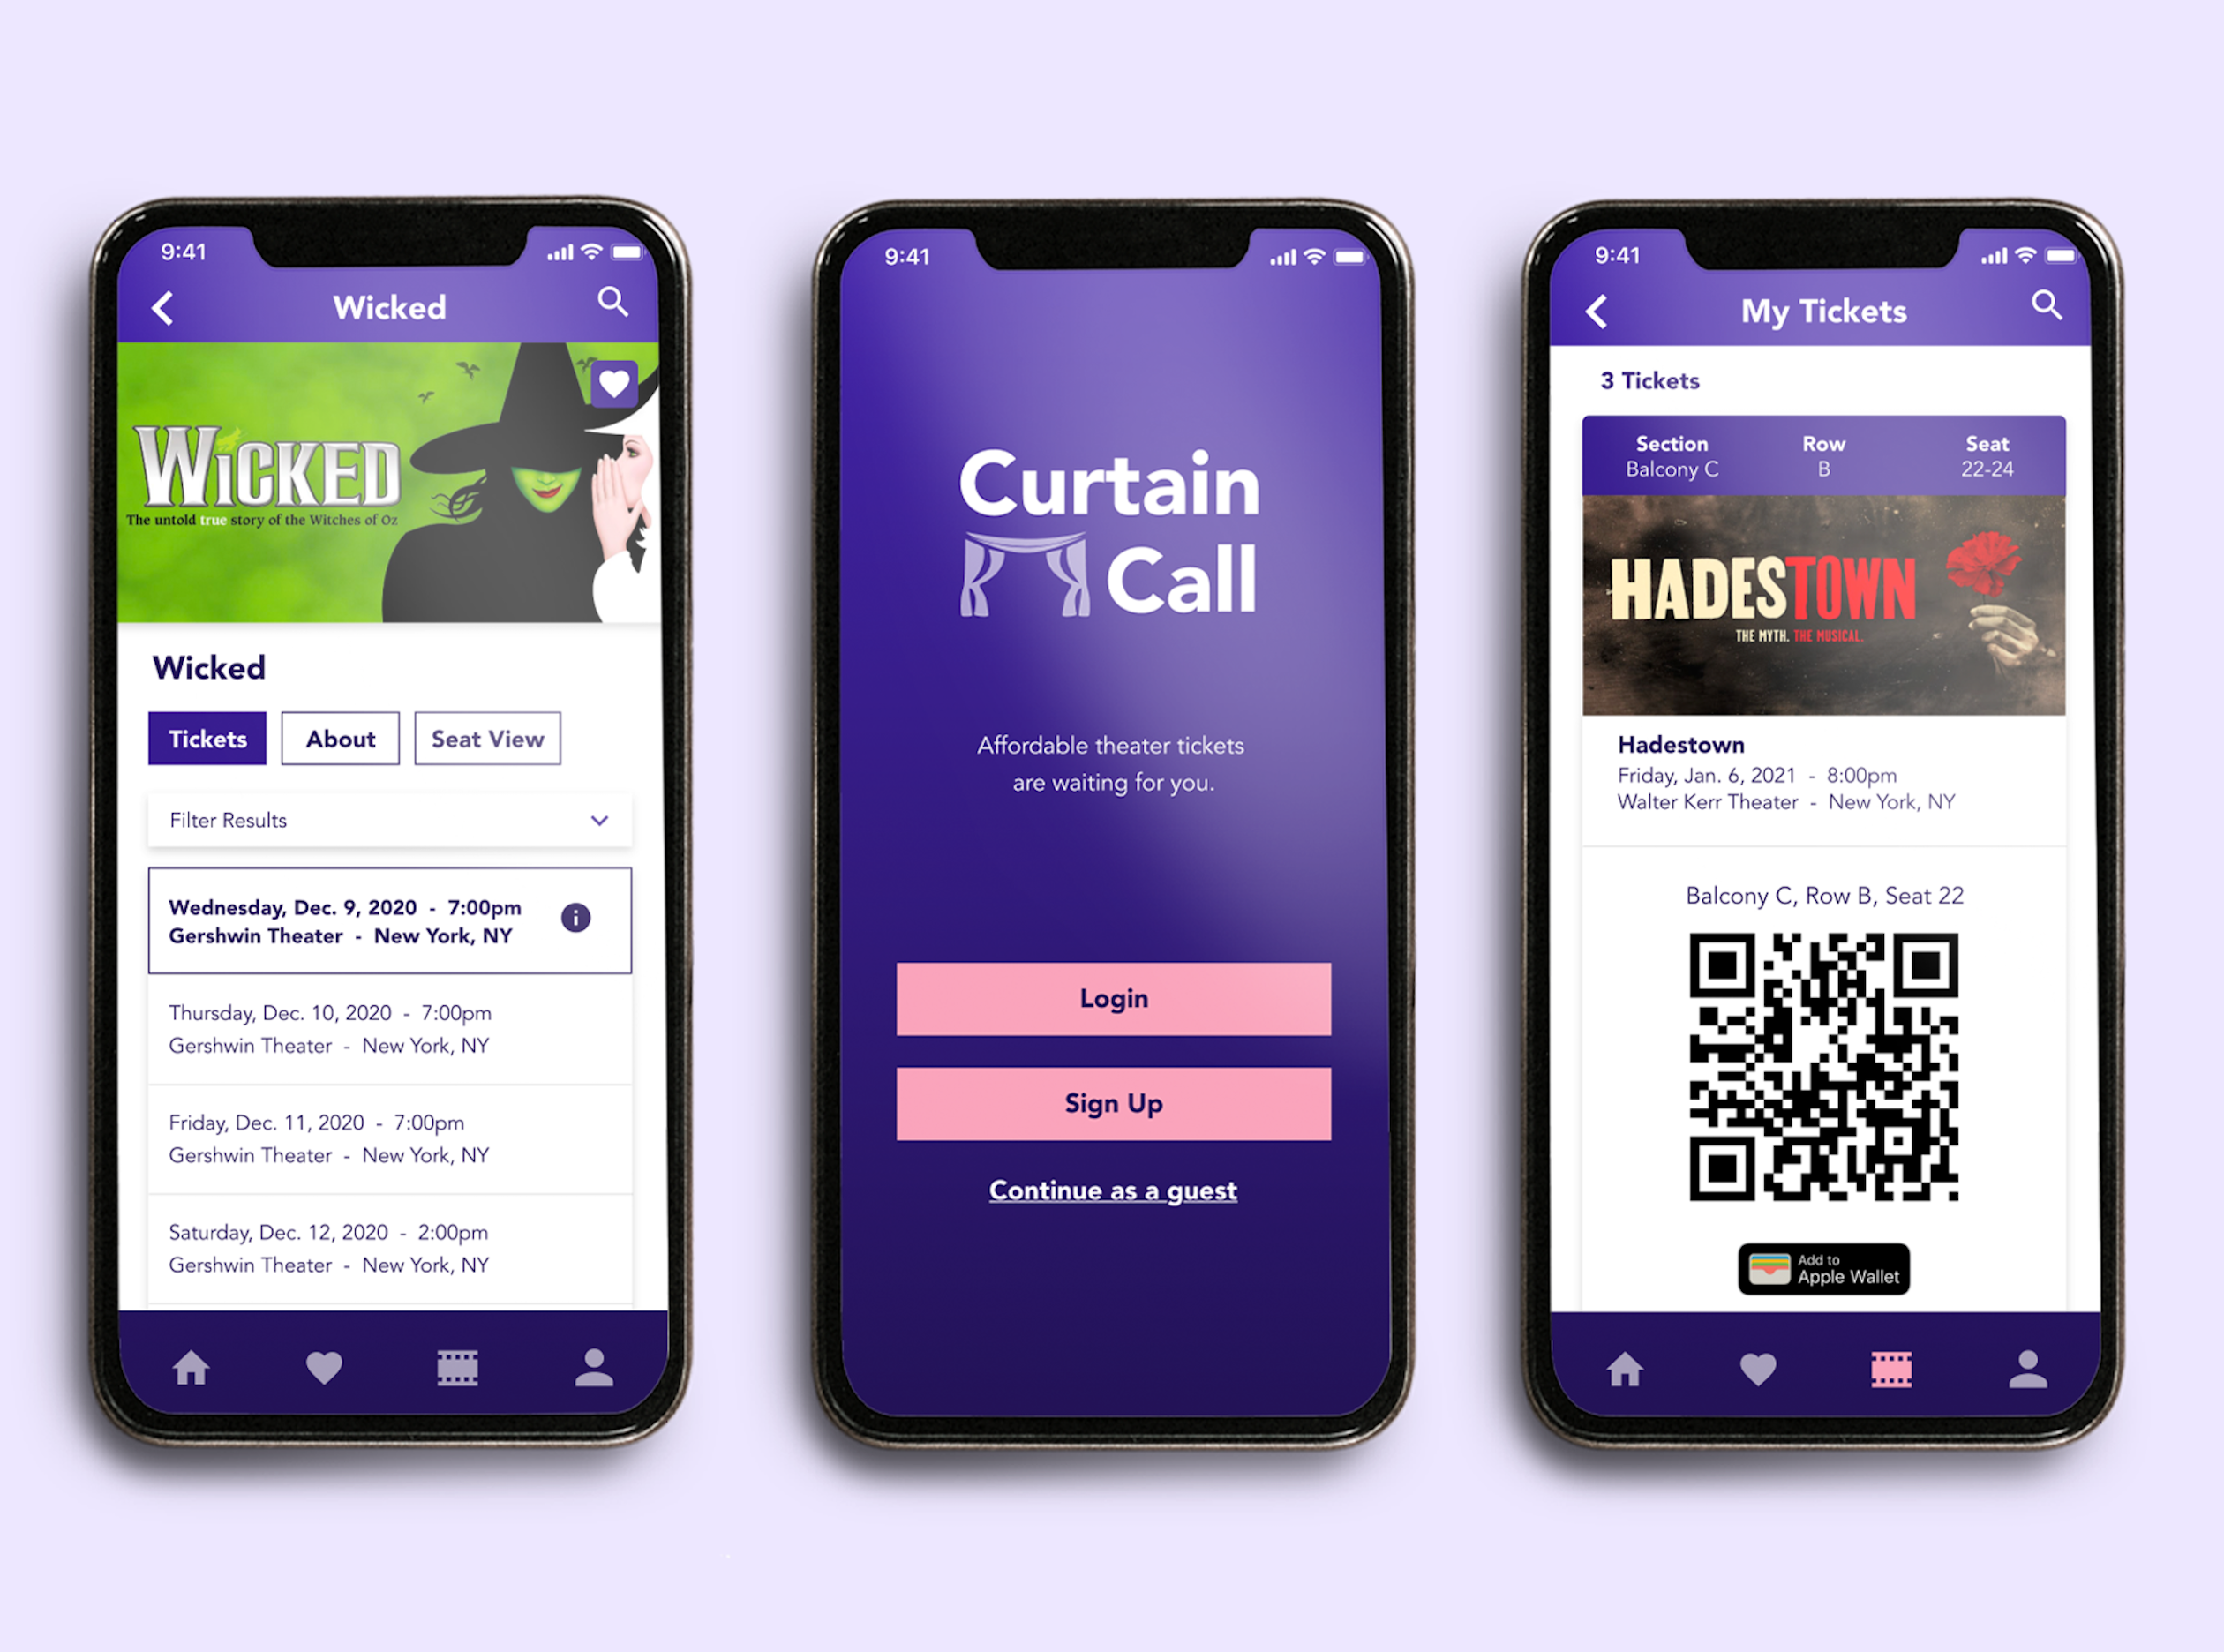 9:41
Wicked
WICKED
The untold true story of the Witches of Oz
Wicked
Tickets
About
Seat View
Filter Results
Wednesday, Dec. 9, 2020 - 7:00pm
Gershwin Theater - New York, NY
Thursday, Dec. 10, 2020 - 7:00pm
Gershwin Theater - New York, NY
Friday, Dec. 11, 2020 - 7:00pm
Gershwin Theater - New York, NY
Saturday, Dec. 12, 2020 - 2:00pm
Gershwin Theater - New York, NY
9:41
Curtain
Call
Affordable theater tickets
are waiting for you.
Login
Sign Up
Continue as a guest
9:41
My Tickets
3 Tickets
Section Row Seat
Balcony C B 22-24
HADESTOWN
THE MYTH. THE MUSICAL.
Hadestown
Friday, Jan. 6, 2021 - 8:00pm
Walter Kerr Theater - New York, NY
Balcony C, Row B, Seat 22
Add to
Apple Wallet